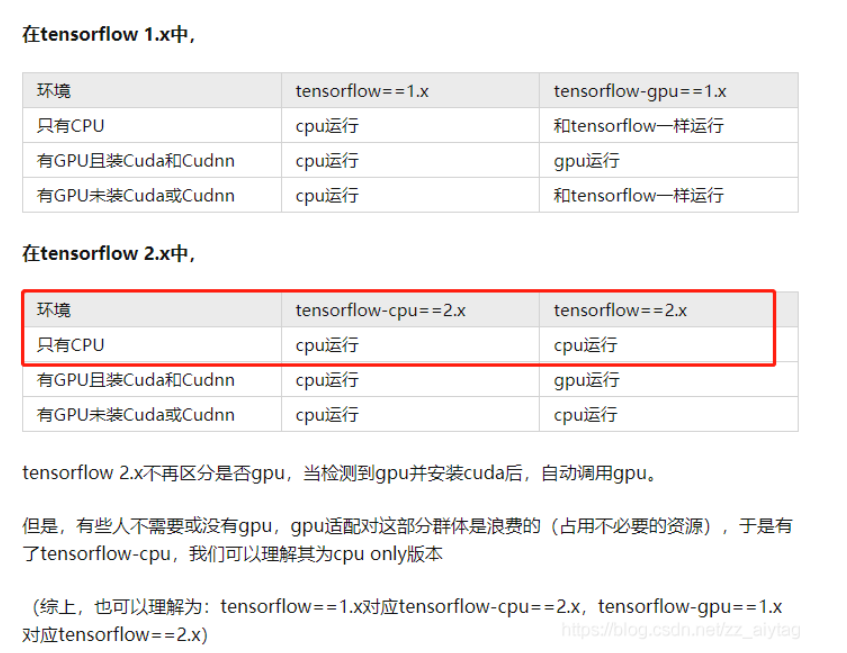 在tensorflow 1.x中，
环境 tensorflow==1.x tensorflow-gpu==1.x
只有CPU cpu运行 和tensorflow一样运行
有GPU且装Cuda和Cudnn cpu运行 gpu运行
有GPU未装Cuda或Cudnn cpu运行 和tensorflow一样运行
在tensorflow 2.x中，
环境 tensorflow-cpu==2.x tensorflow==2.x
只有CPU cpu运行 cpu运行
有GPU且装Cuda和Cudnn cpu运行 gpu运行
有GPU未装Cuda或Cudnn cpu运行 cpu运行
tensorflow 2.x不再区分是否gpu，当检测到gpu并安装cuda后，自动调用gpu。
但是，有些人不需要或没有gpu，gpu适配对这部分群体是浪费的（占用不必要的资源），于是有
了tensorflow-cpu，我们可以理解其为cpu only版本
（综上，也可以理解为：tensorflow==1.x对应tensorflow-cpu==2.x，tensorflow-gpu==1.x
对应tensorflow==2.x）
https://blog.csdn.net/zz_aiytag